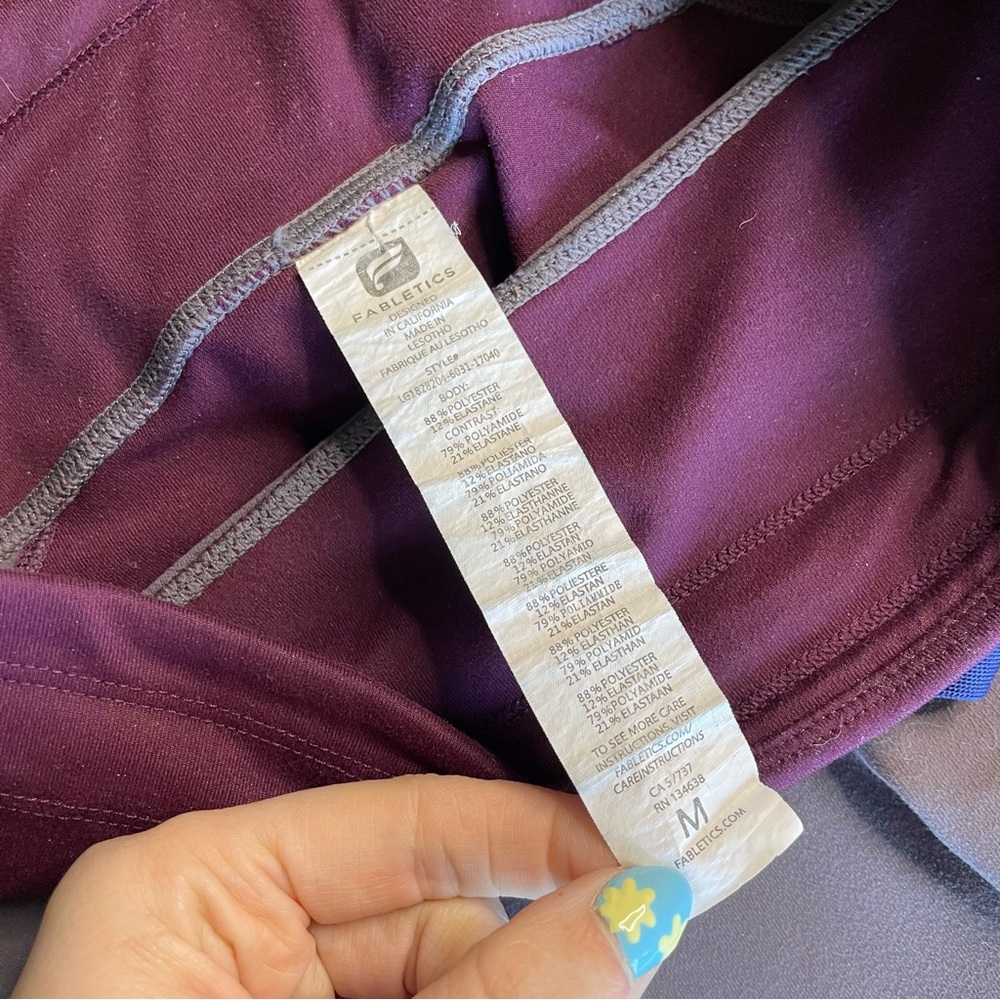 FABLETICS
DESIGNED
IN CALIFORNIA
MADE IN
LESOTHO
FABRIQUE AU LESOTHO
STYLE#
LG1828204-6031-17040
BODY:
88% POLYESTER
12% ELASTANE
CONTRAST:
79% POLYAMIDE
21% ELASTANE
88% POLIESTER
12% ELASTANO
79% POLIAMIDA
21% ELASTANO
88% POLYESTER
12% ELASTHANNE
79% POLYAMIDE
21% ELASTHANNE
88% POLYESTER
12% ELASTAN
79% POLYAMID
21% ELASTAN
88% POLIESTERE
12% ELASTAN
79% POLIAMMIDE
21% ELASTAN
88% POLYESTER
12% ELASTHAN
79% POLYAMID
21% ELASTHAN
88% POLYESTER
12% ELASTAAN
79% POLYAMIDE
21% ELASTAAN
TO SEE MORE CARE
INSTRUCTIONS, VISIT
FABLETICS.COM/
CAREINSTRUCTIONS
CA 57737
RN 134638
M
FABLETICS.COM